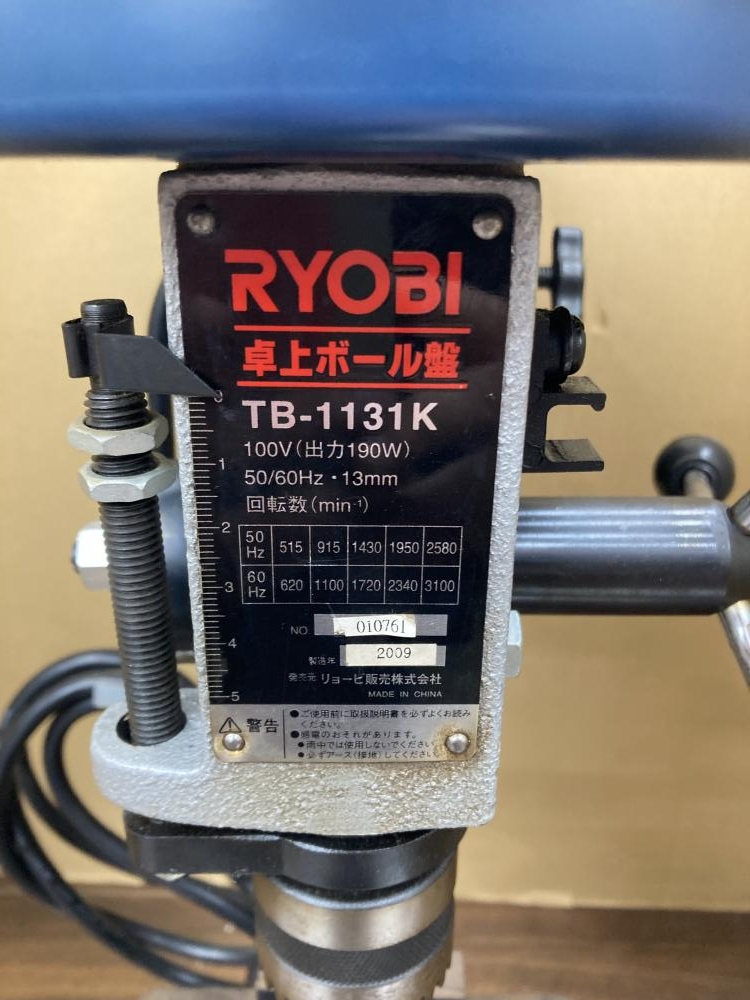 RYOBI
卓上ボール盤
TB-1131K
100V(出力190W)
50/60Hz・13mm
回転数(min-1)
50Hz 515 915 1430 1950 2580
60Hz 620 1100 1720 2340 3100
NO. 010761
製造年 2009
発売元 リョービ販売株式会社
MADE IN CHINA
0
1
2
3
4
5
警告
●ご使用前に取扱説明書を必ずよくお読み
ください。
●感電のおそれがあります。
●雨中では使用しないでください。
●必ずアース(接地)してください。